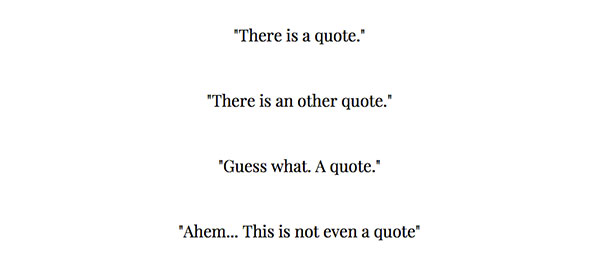 "There is a quote."
"There is an other quote."
"Guess what. A quote."
"Ahem... This is not even a quote"